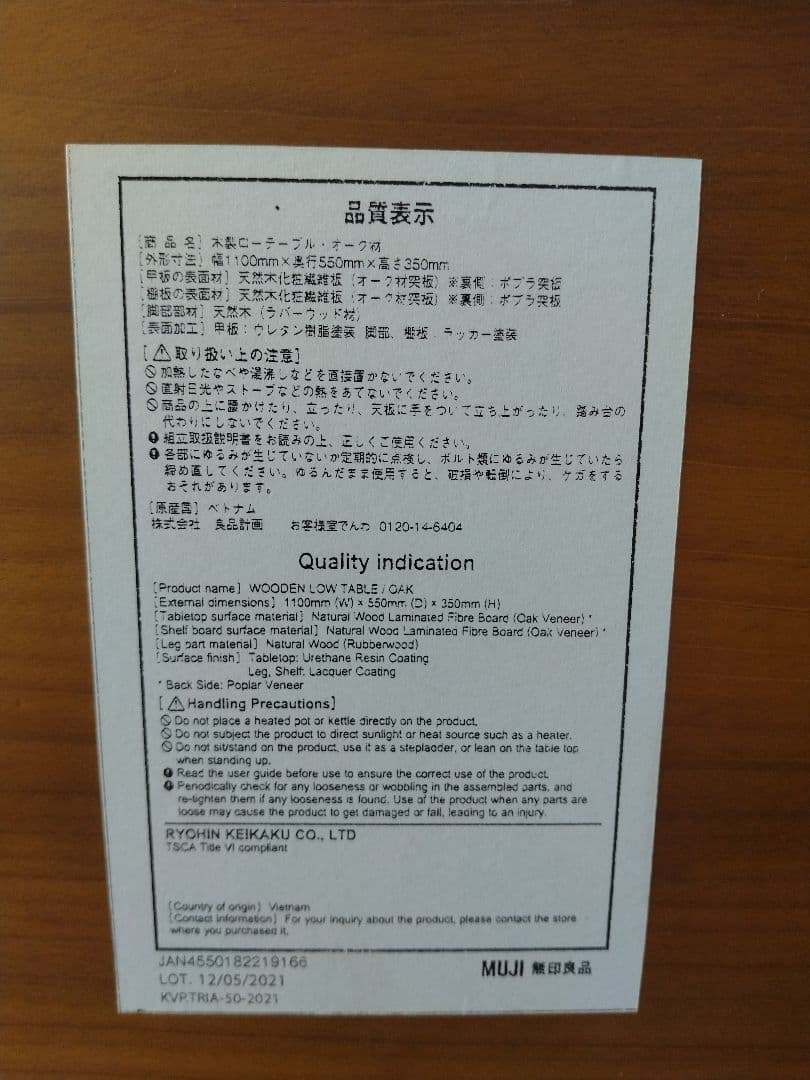 品質表示
[商品名] 木製ローテーブル・オーク材
[外形寸法] 幅1100mm×奥行550mm×高さ350mm
[甲板の表面材] 天然木化粧繊維板（オーク材突板）※裏側：ポプラ突板
[棚板の表面材] 天然木化粧繊維板（オーク材突板）※裏側：ポプラ突板
[脚部部材] 天然木（ラバーウッド材）
[表面加工] 甲板：ウレタン樹脂塗装 脚部、棚板：ラッカー塗装
[⚠取り扱い上の注意]
加熱したなべや湯沸しなどを直接置かないでください。
直射日光やストーブなどの熱をあてないでください。
商品の上に腰かけたり、立ったり、天板に手をついて立ち上がったり、踏み台の
代わりにしないでください。
組立取扱説明書をお読みの上、正しくご使用ください。
各部にゆるみが生じていないか定期的に点検し、ボルト類にゆるみが生じていたら
締め直してください。ゆるんだまま使用すると、破損や転倒により、ケガをする
おそれがあります。
[原産国] ベトナム
株式会社 良品計画 お客様室でんわ 0120-14-6404
Quality indication
[Product name] WOODEN LOW TABLE / OAK
[External dimensions] 1100mm (W) × 550mm (D) × 350mm (H)
[Tabletop surface material] Natural Wood Laminated Fibre Board (Oak Veneer) *
[Shelf board surface material] Natural Wood Laminated Fibre Board (Oak Veneer) *
[Leg part material] Natural Wood (Rubberwood)
[Surface finish] Tabletop: Urethane Resin Coating
Leg, Shelf: Lacquer Coating
* Back Side: Poplar Veneer
[⚠Handling Precautions]
Do not place a heated pot or kettle directly on the product.
Do not subject the product to direct sunlight or heat source such as a heater.
Do not sit/stand on the product, use it as a stepladder, or lean on the table top
when standing up.
Read the user guide before use to ensure the correct use of the product.
Periodically check for any looseness or wobbling in the assembled parts, and
re-tighten them if any looseness is found. Use of the product when any parts are
loose may cause the product to get damaged or fall, leading to an injury.
RYOHIN KEIKAKU CO., LTD
TSCA Title VI compliant
[Country of origin] Vietnam
[Contact information] For your inquiry about the product, please contact the store
where you purchased it.
JAN4550182219166
LOT. 12/05/2021
KVPTRIA-50-2021
MUJI 無印良品